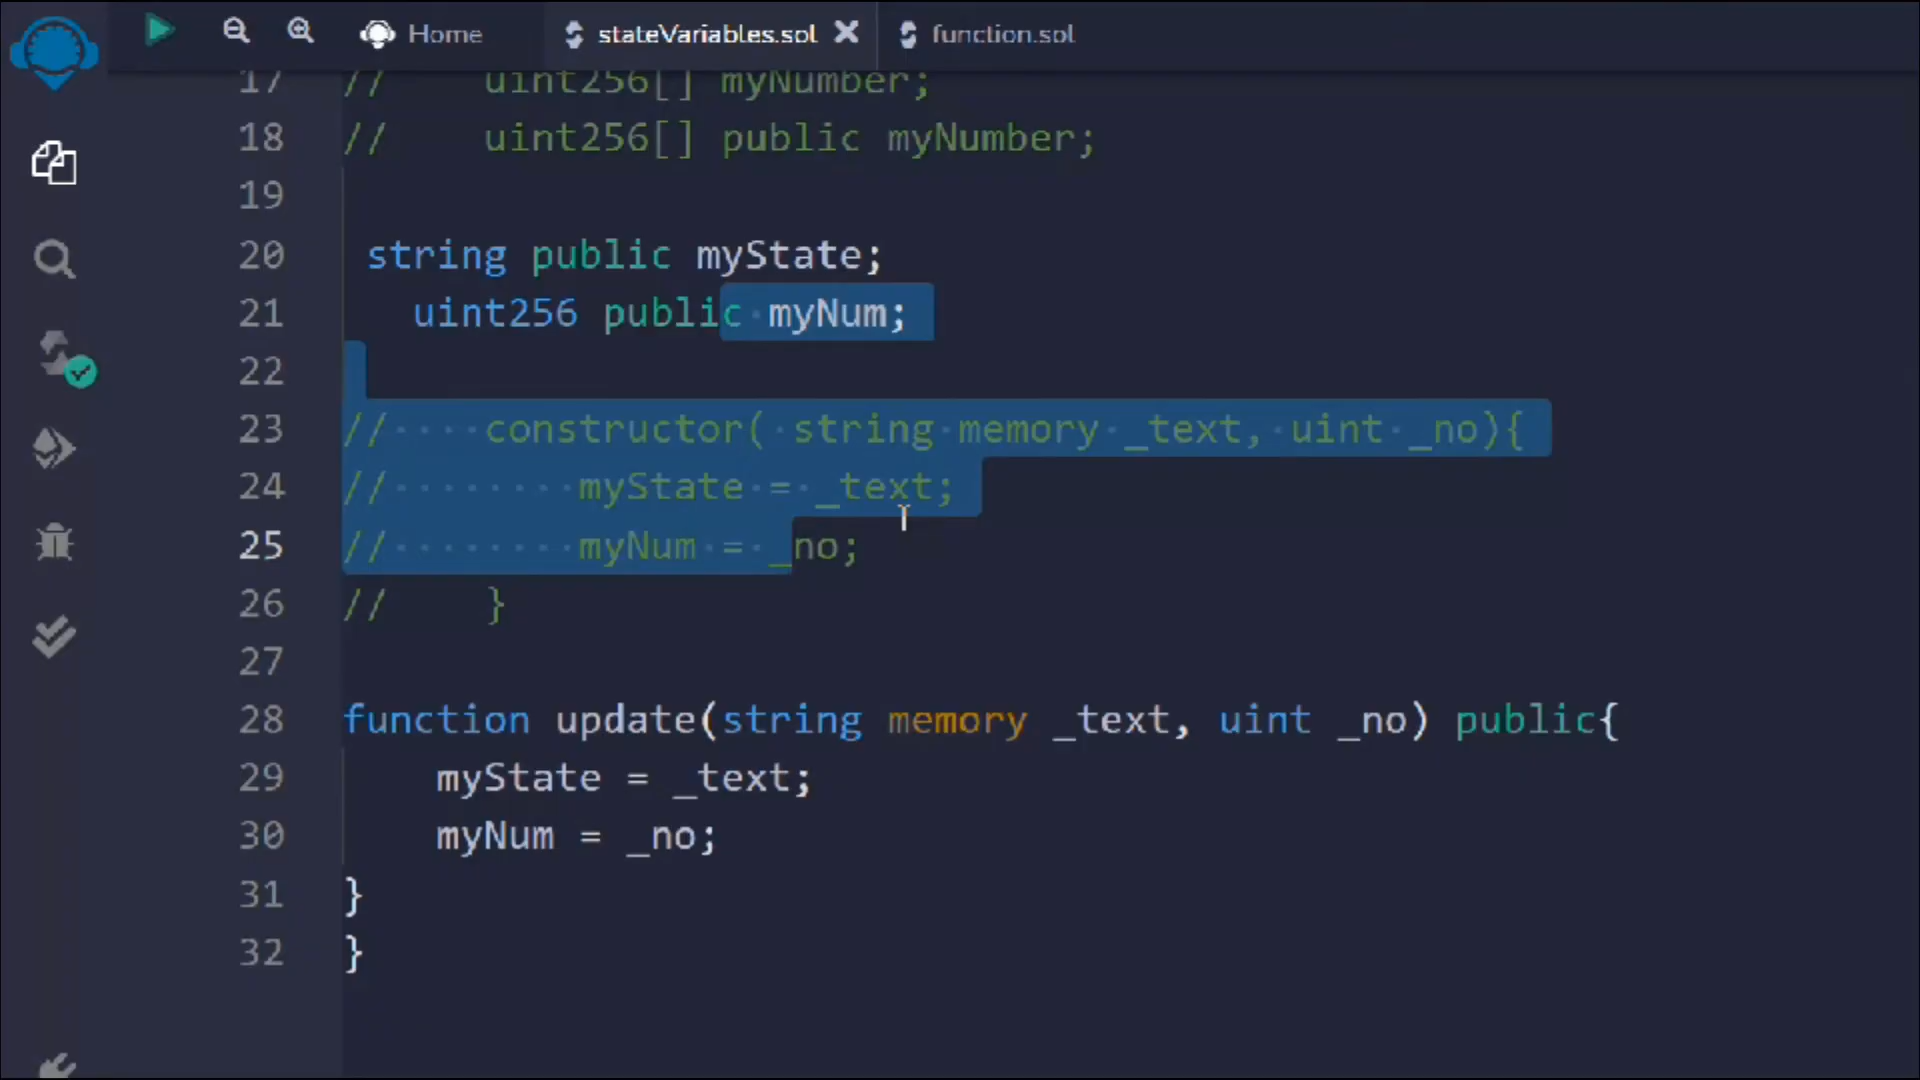 Home
stateVariables.sol
function.sol
17 // uint256[] myNumber;
18 // uint256[] public myNumber;
19
20 string public myState;
21 uint256 public myNum;
22
23 // constructor( string memory _text, uint _no){
24 // myState = _text;
25 // myNum = _no;
26 // }
27
28 function update(string memory _text, uint _no) public{
29 myState = _text;
30 myNum = _no;
31 }
32 }